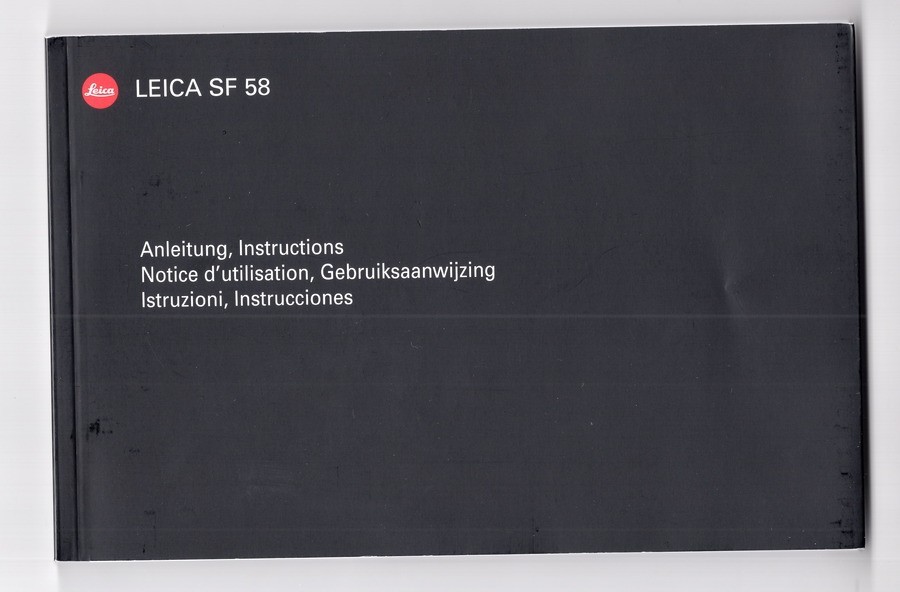 Leica
LEICA SF 58
Anleitung, Instructions
Notice d'utilisation, Gebruiksaanwijzing
Istruzioni, Instrucciones